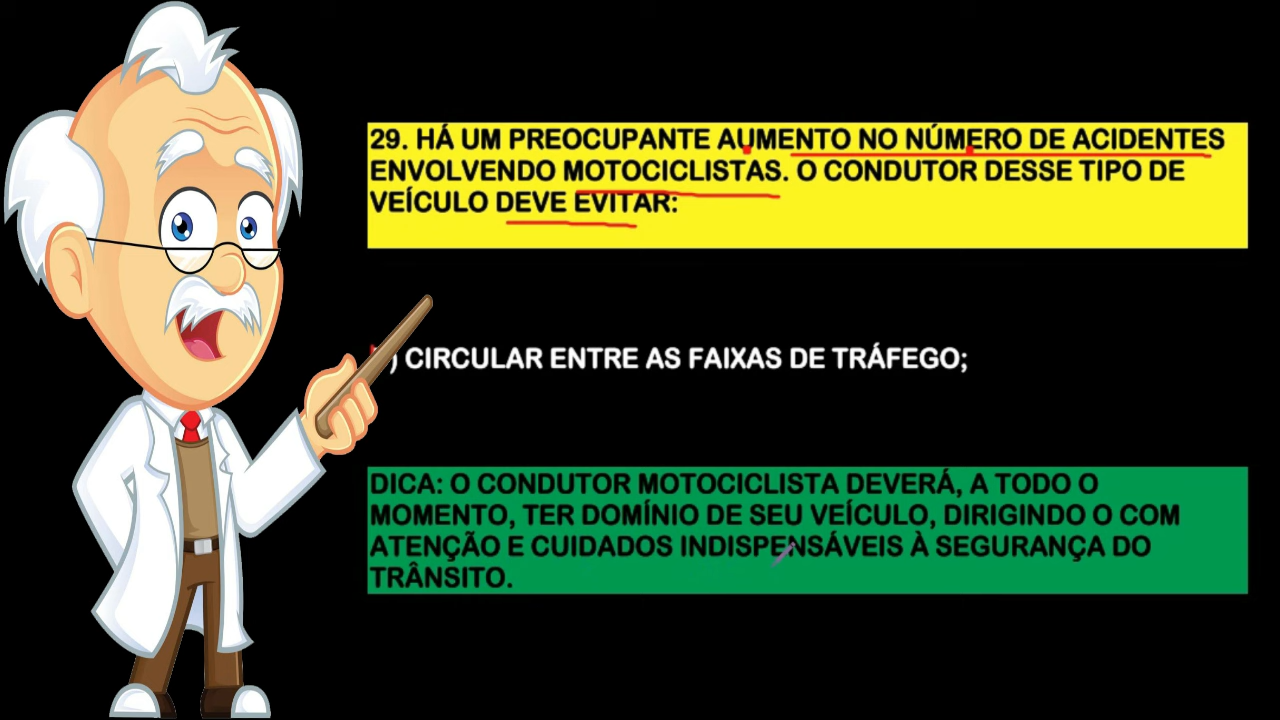 29. HÁ UM PREOCUPANTE AUMENTO NO NÚMERO DE ACIDENTES
ENVOLVENDO MOTOCICLISTAS. O CONDUTOR DESSE TIPO DE
VEÍCULO DEVE EVITAR:
) CIRCULAR ENTRE AS FAIXAS DE TRÁFEGO;
DICA: O CONDUTOR MOTOCICLISTA DEVERÁ, A TODO O
MOMENTO, TER DOMÍNIO DE SEU VEÍCULO, DIRIGINDO O COM
ATENÇÃO E CUIDADOS INDISPENSÁVEIS À SEGURANÇA DO
TRÂNSITO.